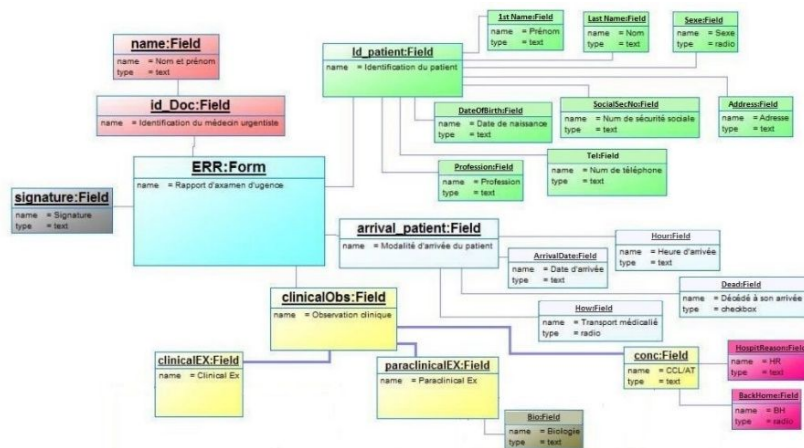 name:Field
name = Nom et prénom
type = text
id_Doc:Field
name = Identification du médecin urgentiste
ERR:Form
name = Rapport d'examen d'ugence
signature:Field
name = Signature
type = text
Id_patient:Field
name = Identification du patient
1st Name:Field
name = Prénom
type = text
Last Name:Field
name = Nom
type = text
Sexe:Field
name = Sexe
type = radio
DateOfBirth:Field
name = Date de naissance
type = text
SocialSecNo:Field
name = Num de sécurité sociale
type = text
Address:Field
name = Adresse
type = text
Profession:Field
name = Profession
type = text
Tel:Field
name = Num de téléphone
type = text
arrival_patient:Field
name = Modalité d'arrivée du patient
Hour:Field
name = Heure d'arrivée
type = text
ArrivalDate:Field
name = Date d'arrivée
type = text
Dead:Field
name = Décédé à son arrivée
type = checkbox
How:Field
name = Transport médicalié
type = radio
clinicalObs:Field
name = Observation clinique
clinicalEX:Field
name = Clinical Ex
paraclinicalEX:Field
name = Paraclinical Ex
Bio:Field
name = Biologie
type = text
conc:Field
name = CCL/AT
type = text
HospitReason:Field
name = HR
type = text
BackHome:Field
name = BH
type = radio